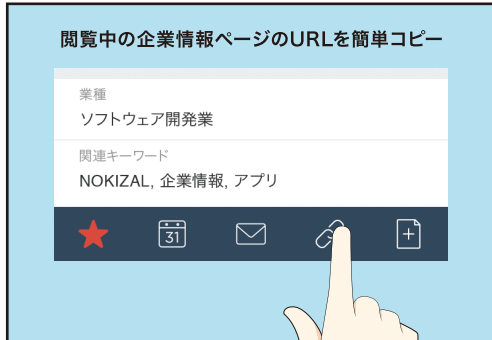 閲覧中の企業情報ページのURLを簡単コピー
業種
ソフトウェア開発業
関連キーワード
NOKIZAL, 企業情報, アプリ
31